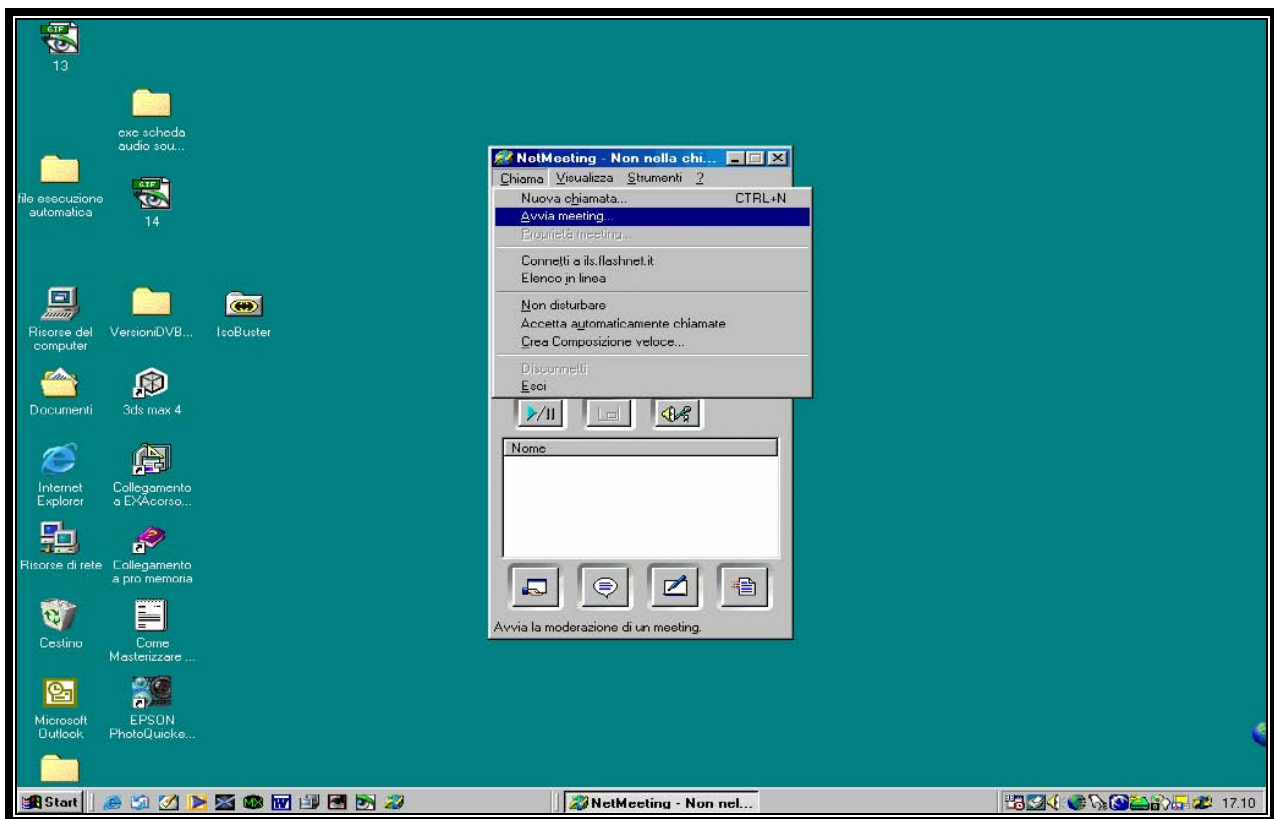 GIF
13
exe scheda
audio sou...
file esecuzione
automatica
GIF
14
Risorse del
computer
VersioniDVB...
IsoBuster
Documenti
3ds max 4
Internet
Explorer
Collegamento
a EXAcorso...
Risorse di rete
Collegamento
a pro memoria
Cestino
Come
Masterizzare ...
Microsoft
Outlook
EPSON
PhotoQuicke...
NetMeeting - Non nella chi...
Chiama Visualizza Strumenti ?
Nuova chiamata... CTRL+N
Avvia meeting...
Proprietà meeting...
Connetti a ils.flashnet.it
Elenco in linea
Non disturbare
Accetta automaticamente chiamate
Crea Composizione veloce...
Disconnetti
Esci
Nome
Avvia la moderazione di un meeting.
Start
NetMeeting - Non nel...
17.10